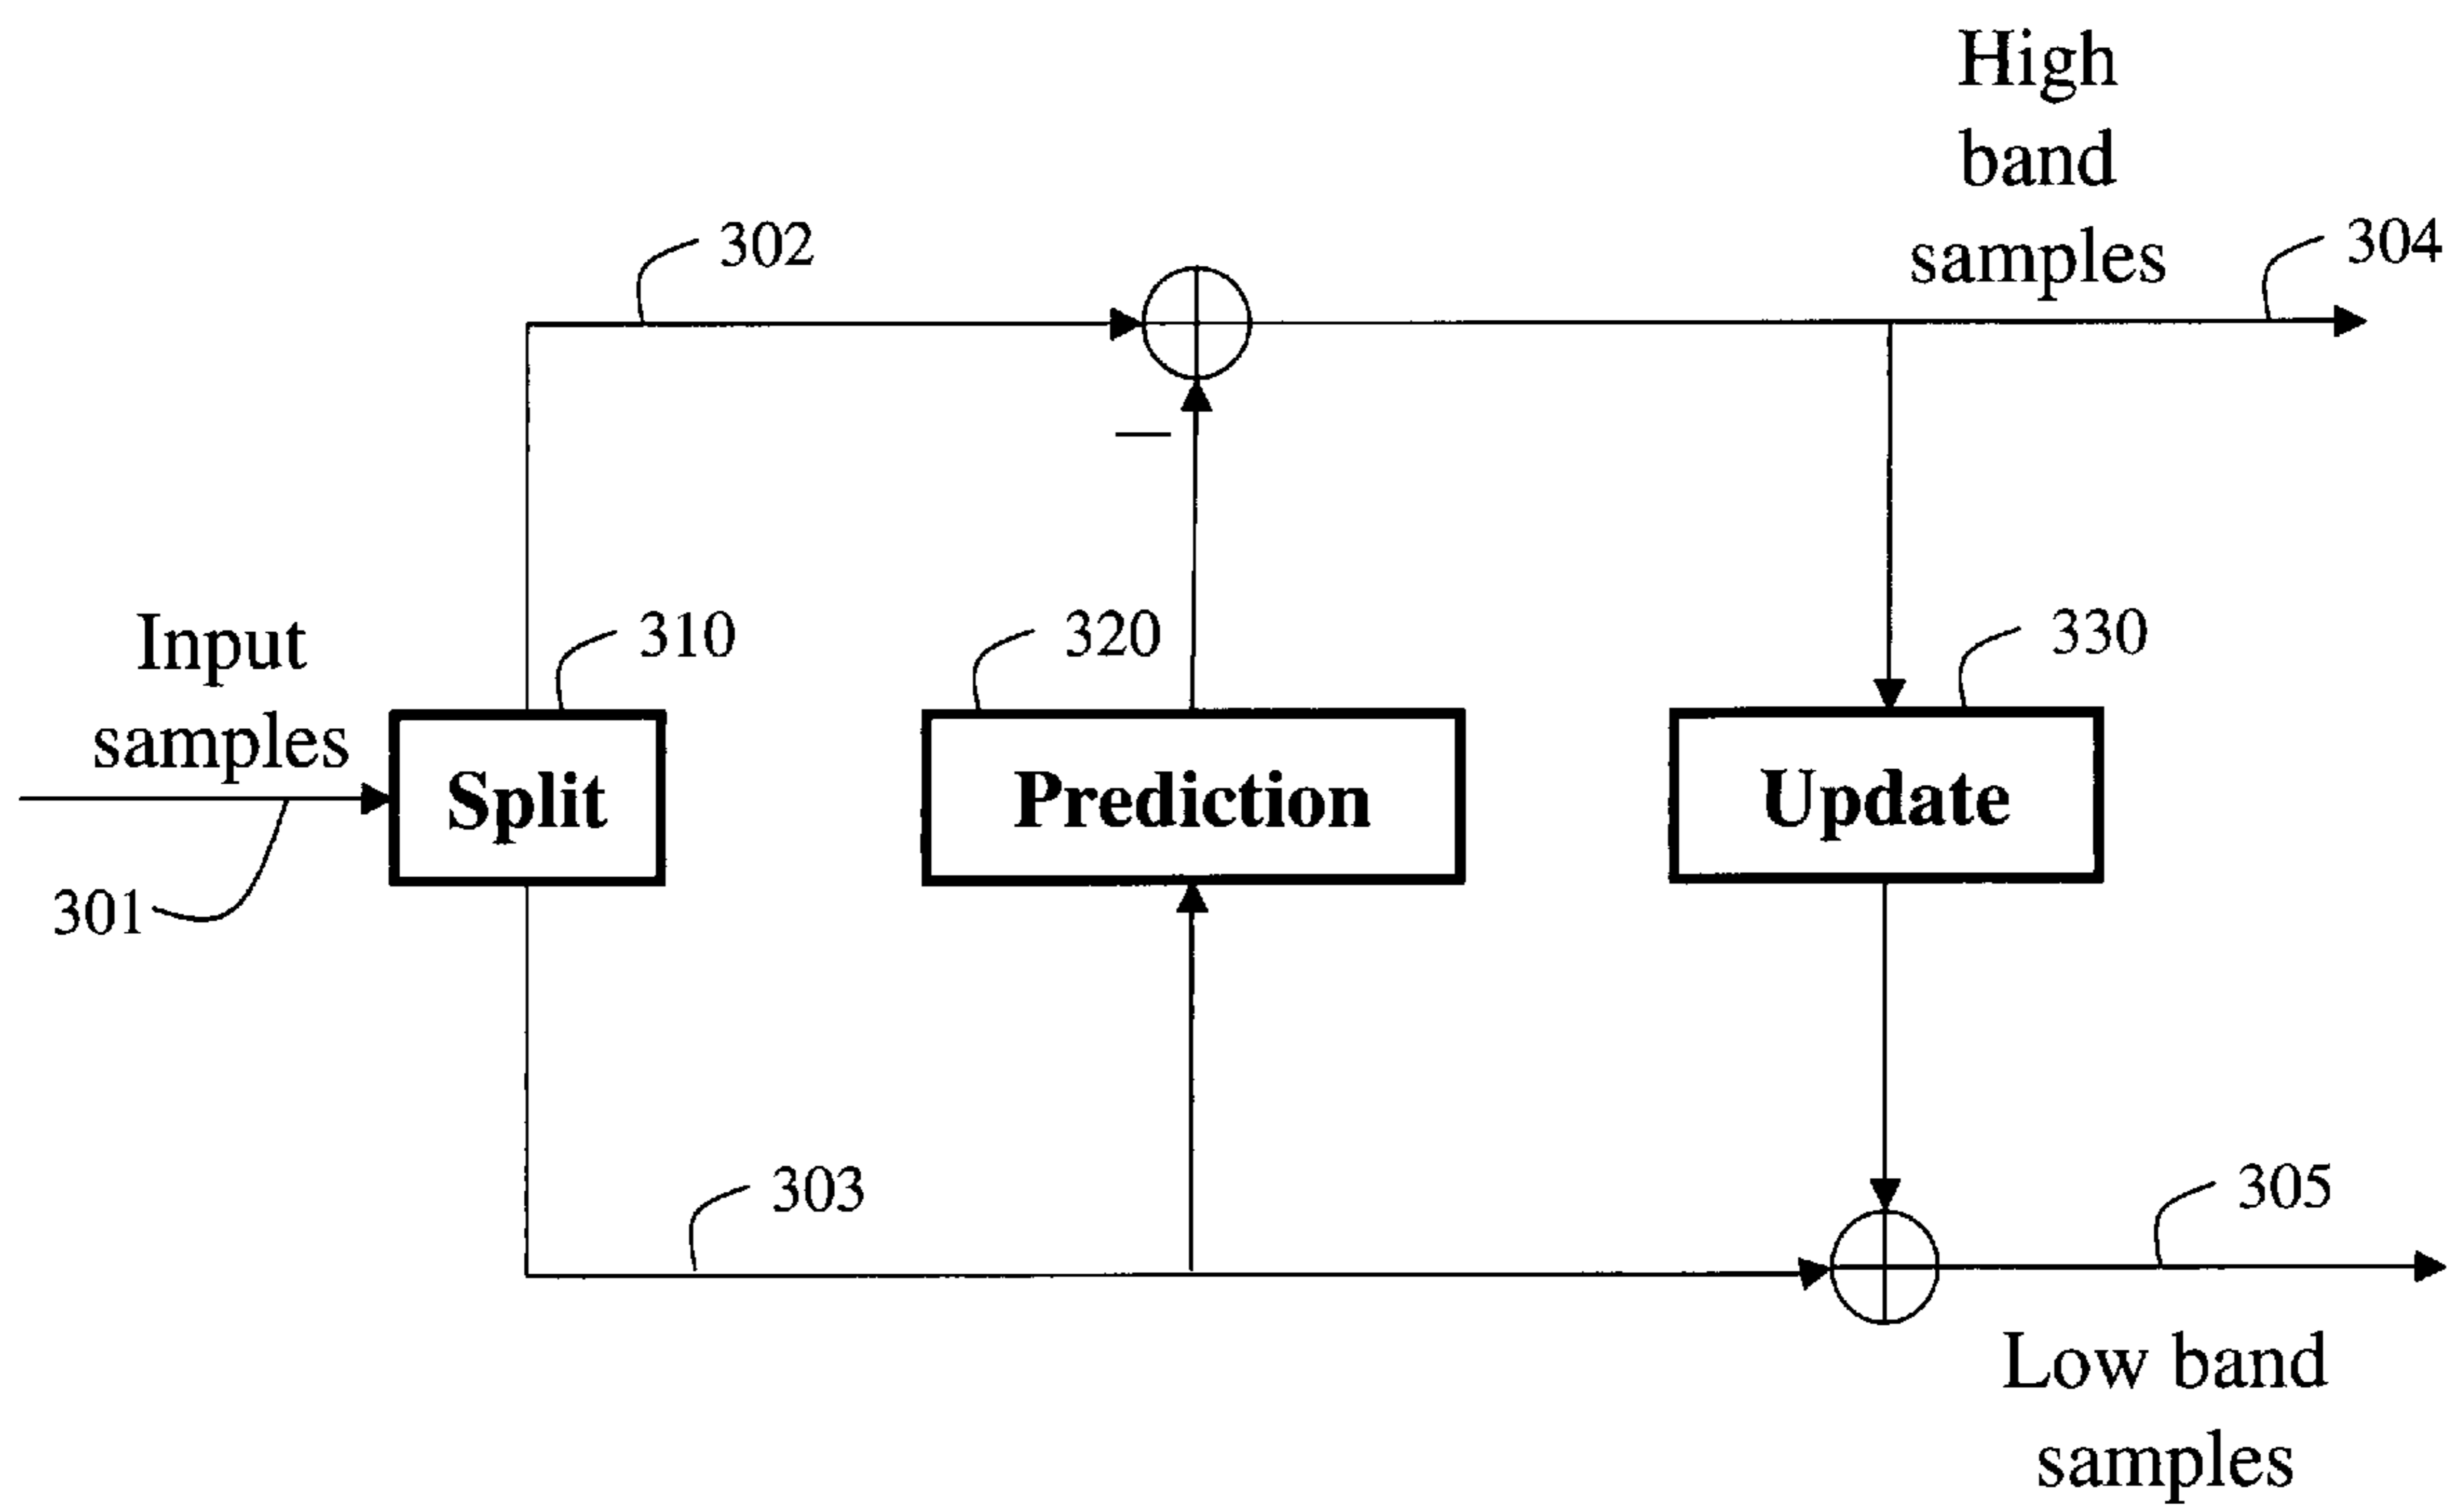 High
band
samples
302
304
Input
samples
310
320
330
Split
Prediction
Update
301
303
305
Low band
samples